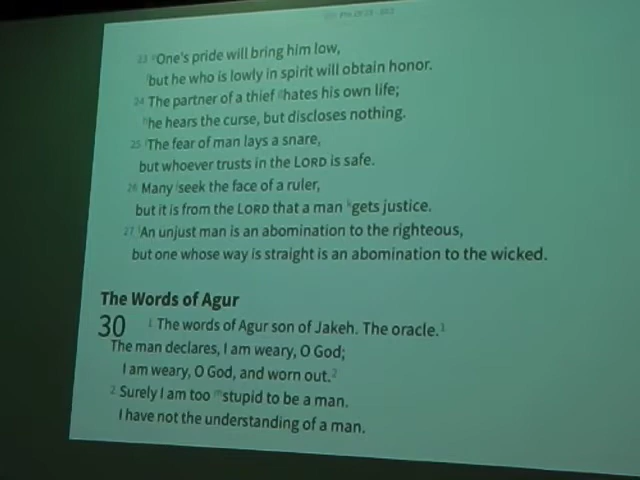 23 One's pride will bring him low,
but he who is lowly in spirit will obtain honor.
24 The partner of a thief hates his own life;
he hears the curse, but discloses nothing.
25 The fear of man lays a snare,
but whoever trusts in the LORD is safe.
26 Many seek the face of a ruler,
but it is from the LORD that a man gets justice.
27 An unjust man is an abomination to the righteous,
but one whose way is straight is an abomination to the wicked.
The Words of Agur
30 1 The words of Agur son of Jakeh. The oracle.1
The man declares, I am weary, O God;
I am weary, O God, and worn out.2
2 Surely I am too m stupid to be a man.
I have not the understanding of a man.